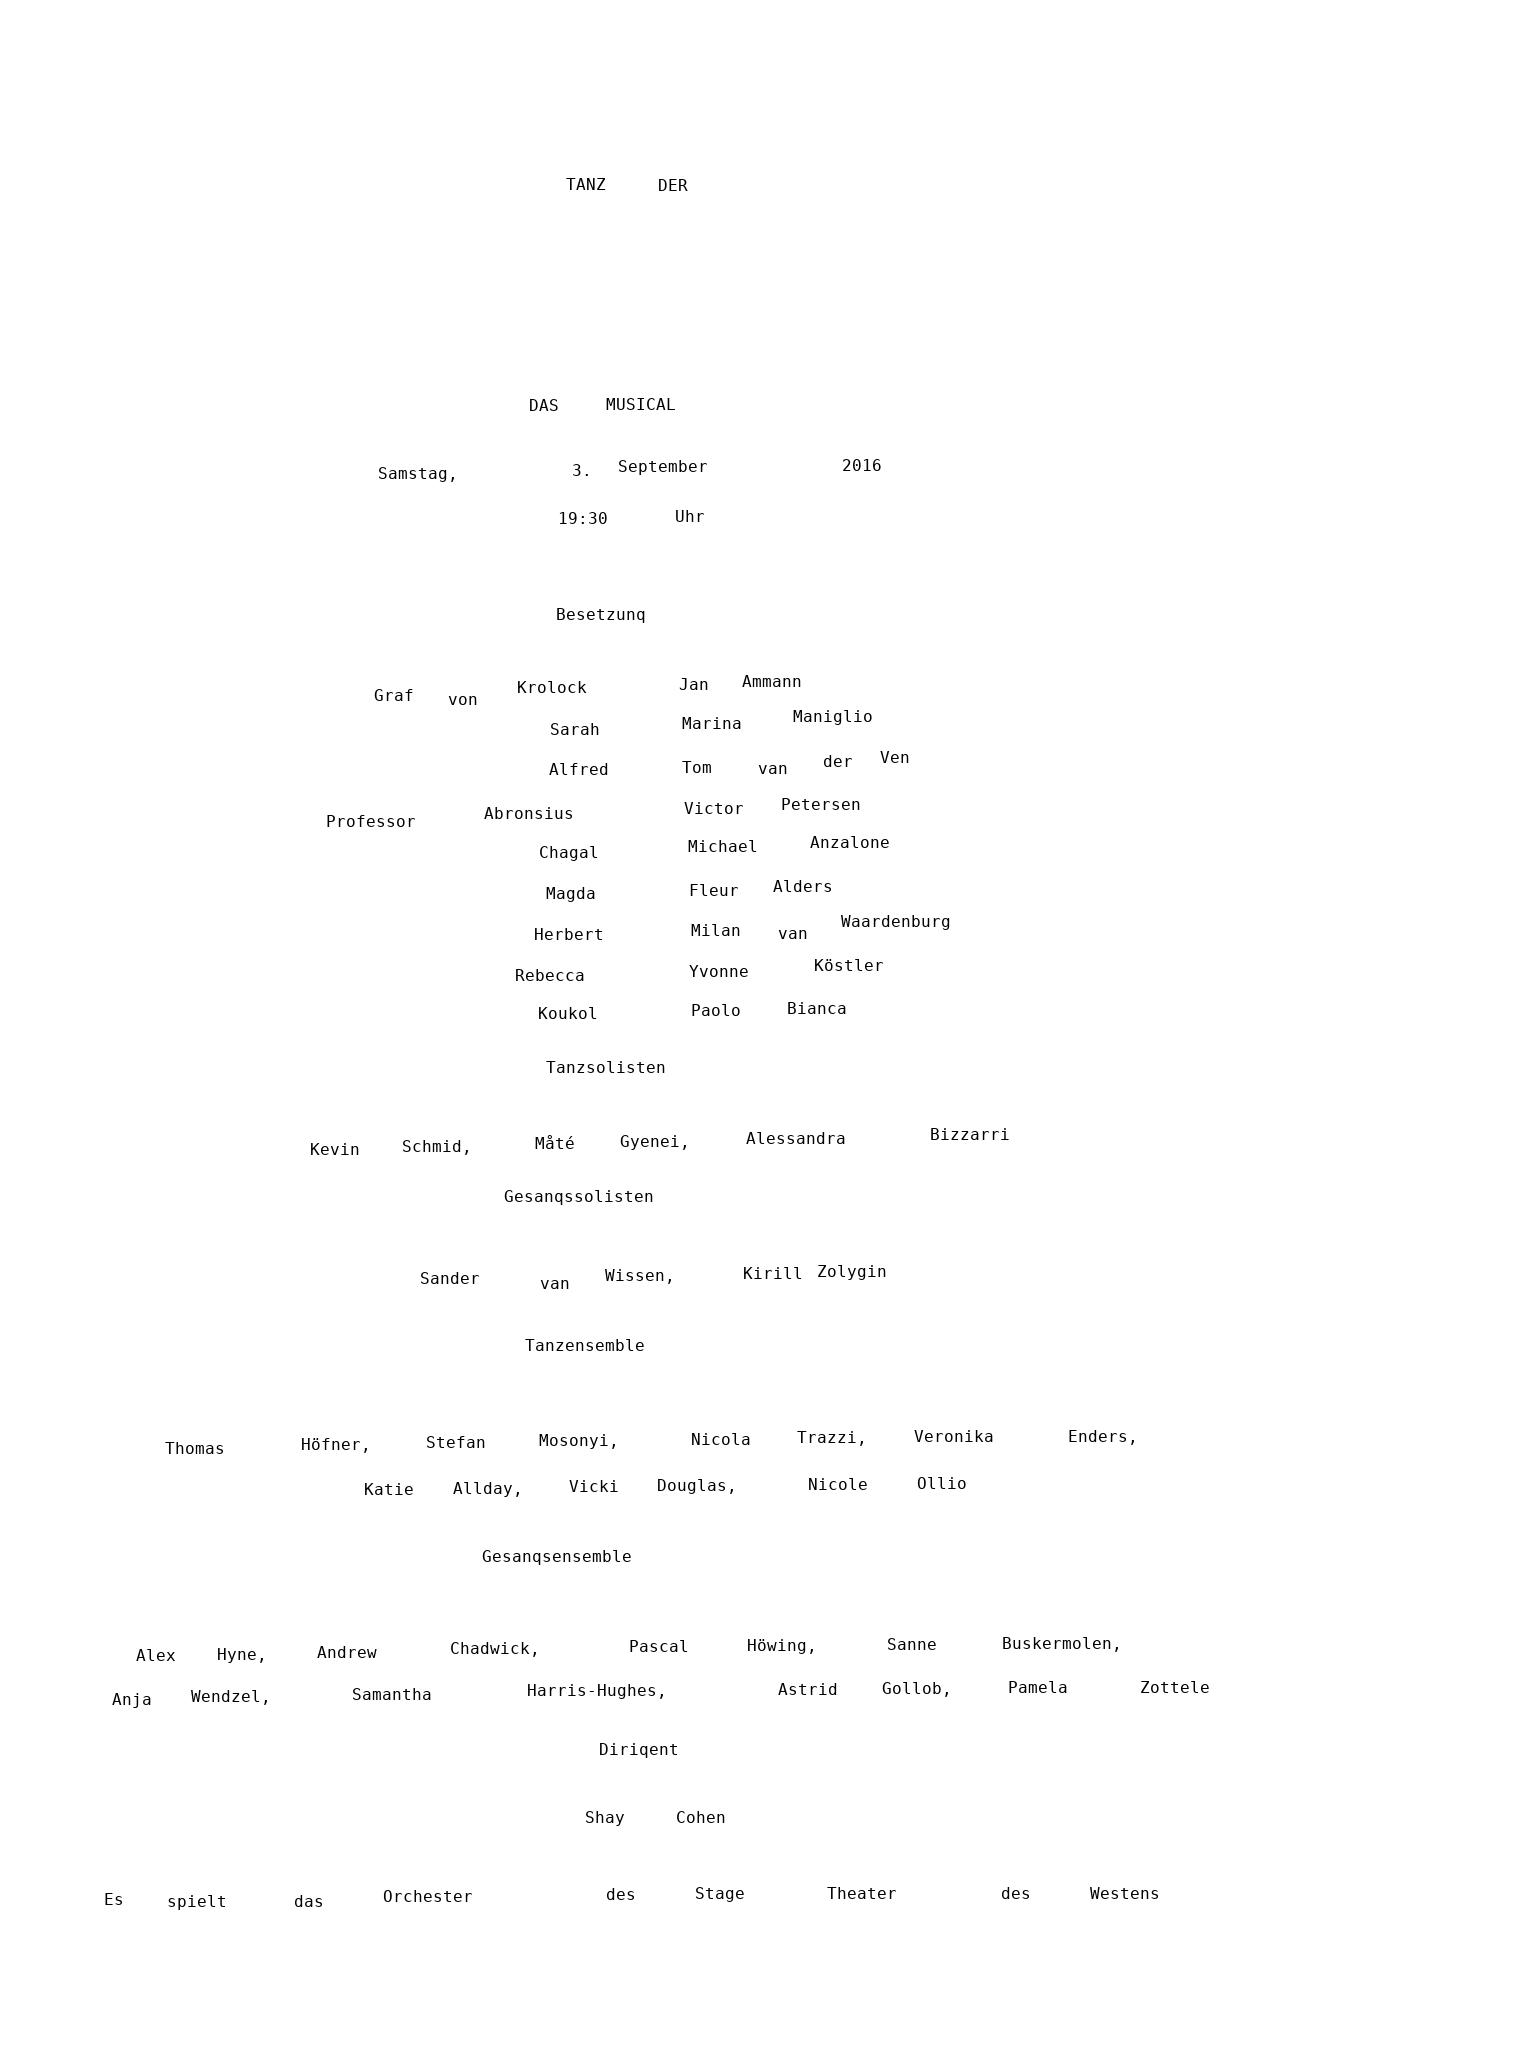 TANZ DER
DAS MUSICAL
Samstag, 3. September 2016
19:30 Uhr
Besetzunq
Graf von Krolock Jan Ammann
Sarah Marina Maniglio
Alfred Tom van der Ven
Professor Abronsius Victor Petersen
Chagal Michael Anzalone
Magda Fleur Alders
Herbert Milan van Waardenburg
Rebecca Yvonne Köstler
Koukol Paolo Bianca
Tanzsolisten
Kevin Schmid, Måté Gyenei, Alessandra Bizzarri
Gesanqssolisten
Sander van Wissen, Kirill Zolygin
Tanzensemble
Thomas Höfner, Stefan Mosonyi, Nicola Trazzi, Veronika Enders,
Katie Allday, Vicki Douglas, Nicole Ollio
Gesanqsensemble
Alex Hyne, Andrew Chadwick, Pascal Höwing, Sanne Buskermolen,
Anja Wendzel, Samantha Harris-Hughes, Astrid Gollob, Pamela Zottele
Diriqent
Shay Cohen
Es spielt das Orchester des Stage Theater des Westens